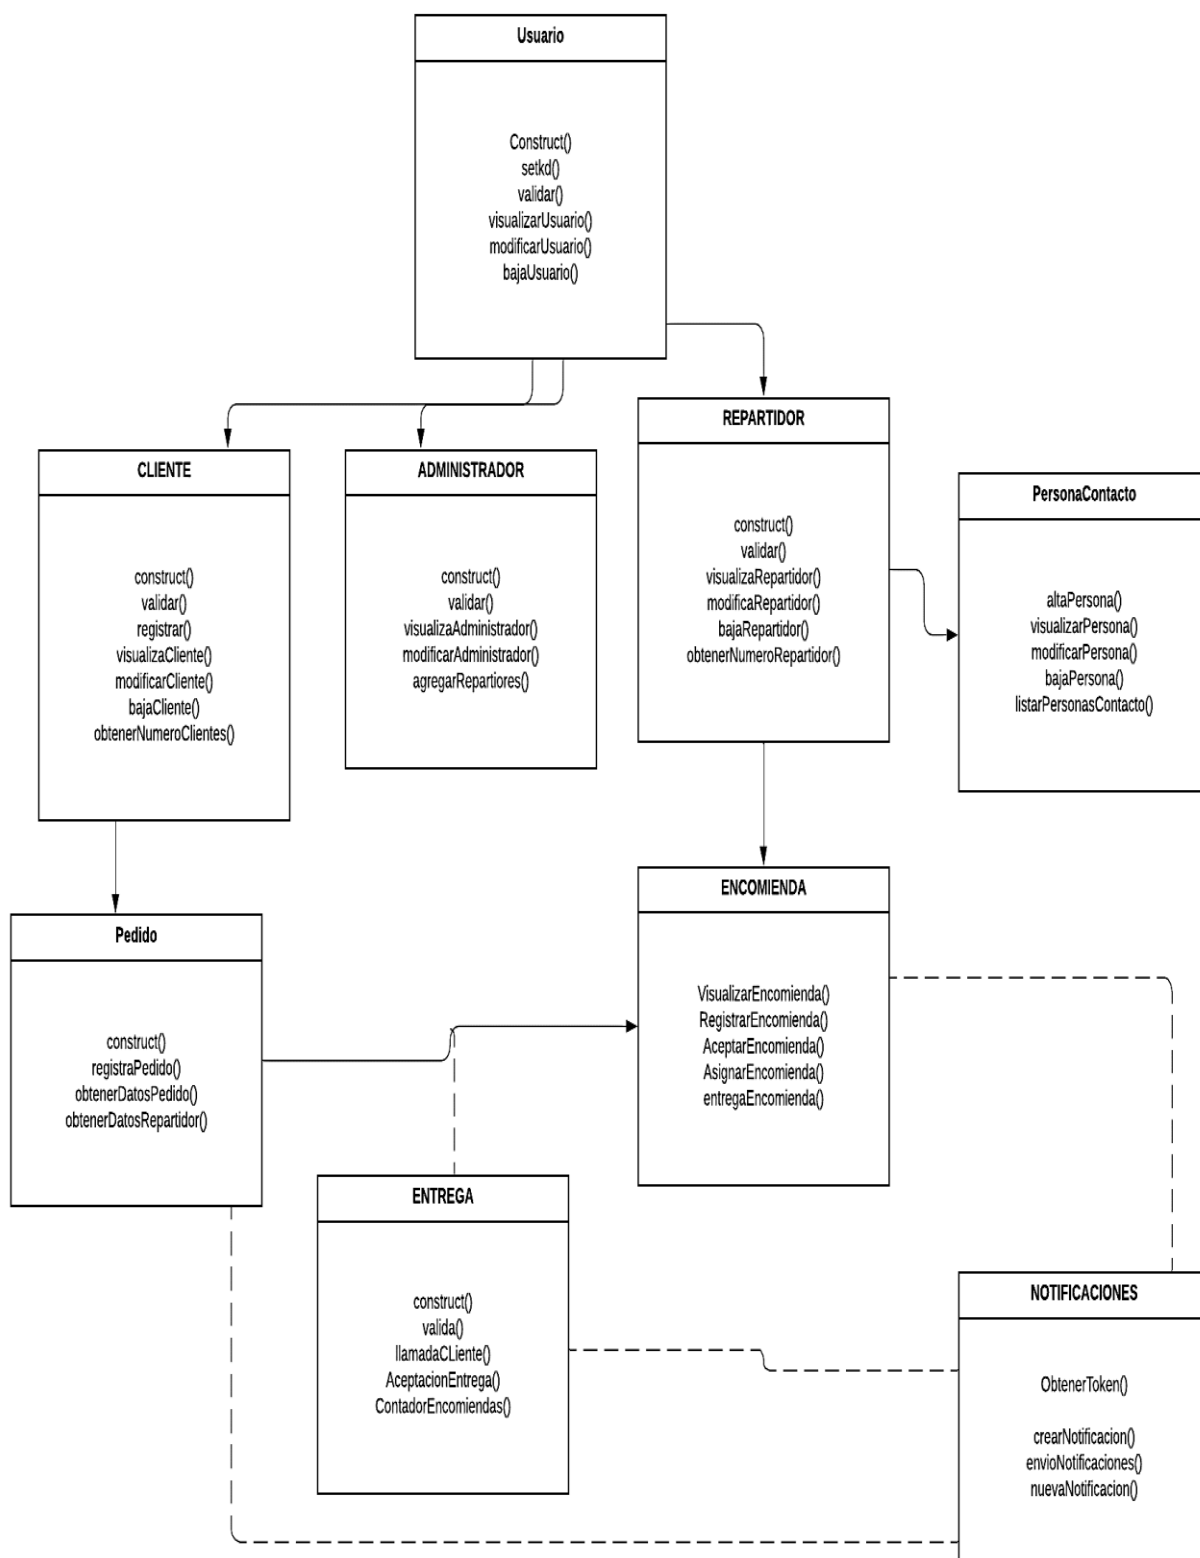 Usuario
Construct()
setkd()
validar()
visualizarUsuario()
modificarUsuario()
bajaUsuario()
CLIENTE
construct()
validar()
registrar()
visualizaCliente()
modificarCliente()
bajaCliente()
obtenerNumeroClientes()
ADMINISTRADOR
construct()
validar()
visualizaAdministrador()
modificarAdministrador()
agregarRepartiores()
REPARTIDOR
construct()
validar()
visualizaRepartidor()
modificaRepartidor()
bajaRepartidor()
obtenerNumeroRepartidor()
PersonaContacto
altaPersona()
visualizarPersona()
modificarPersona()
bajaPersona()
listarPersonasContacto()
Pedido
construct()
registraPedido()
obtenerDatosPedido()
obtenerDatosRepartidor()
ENCOMIENDA
VisualizarEncomienda()
RegistrarEncomienda()
AceptarEncomienda()
AsignarEncomienda()
entregaEncomienda()
ENTREGA
construct()
valida()
llamadaCLiente()
AceptacionEntrega()
ContadorEncomiendas()
NOTIFICACIONES
ObtenerToken()
crearNotificacion()
envioNotificaciones()
nuevaNotificacion()